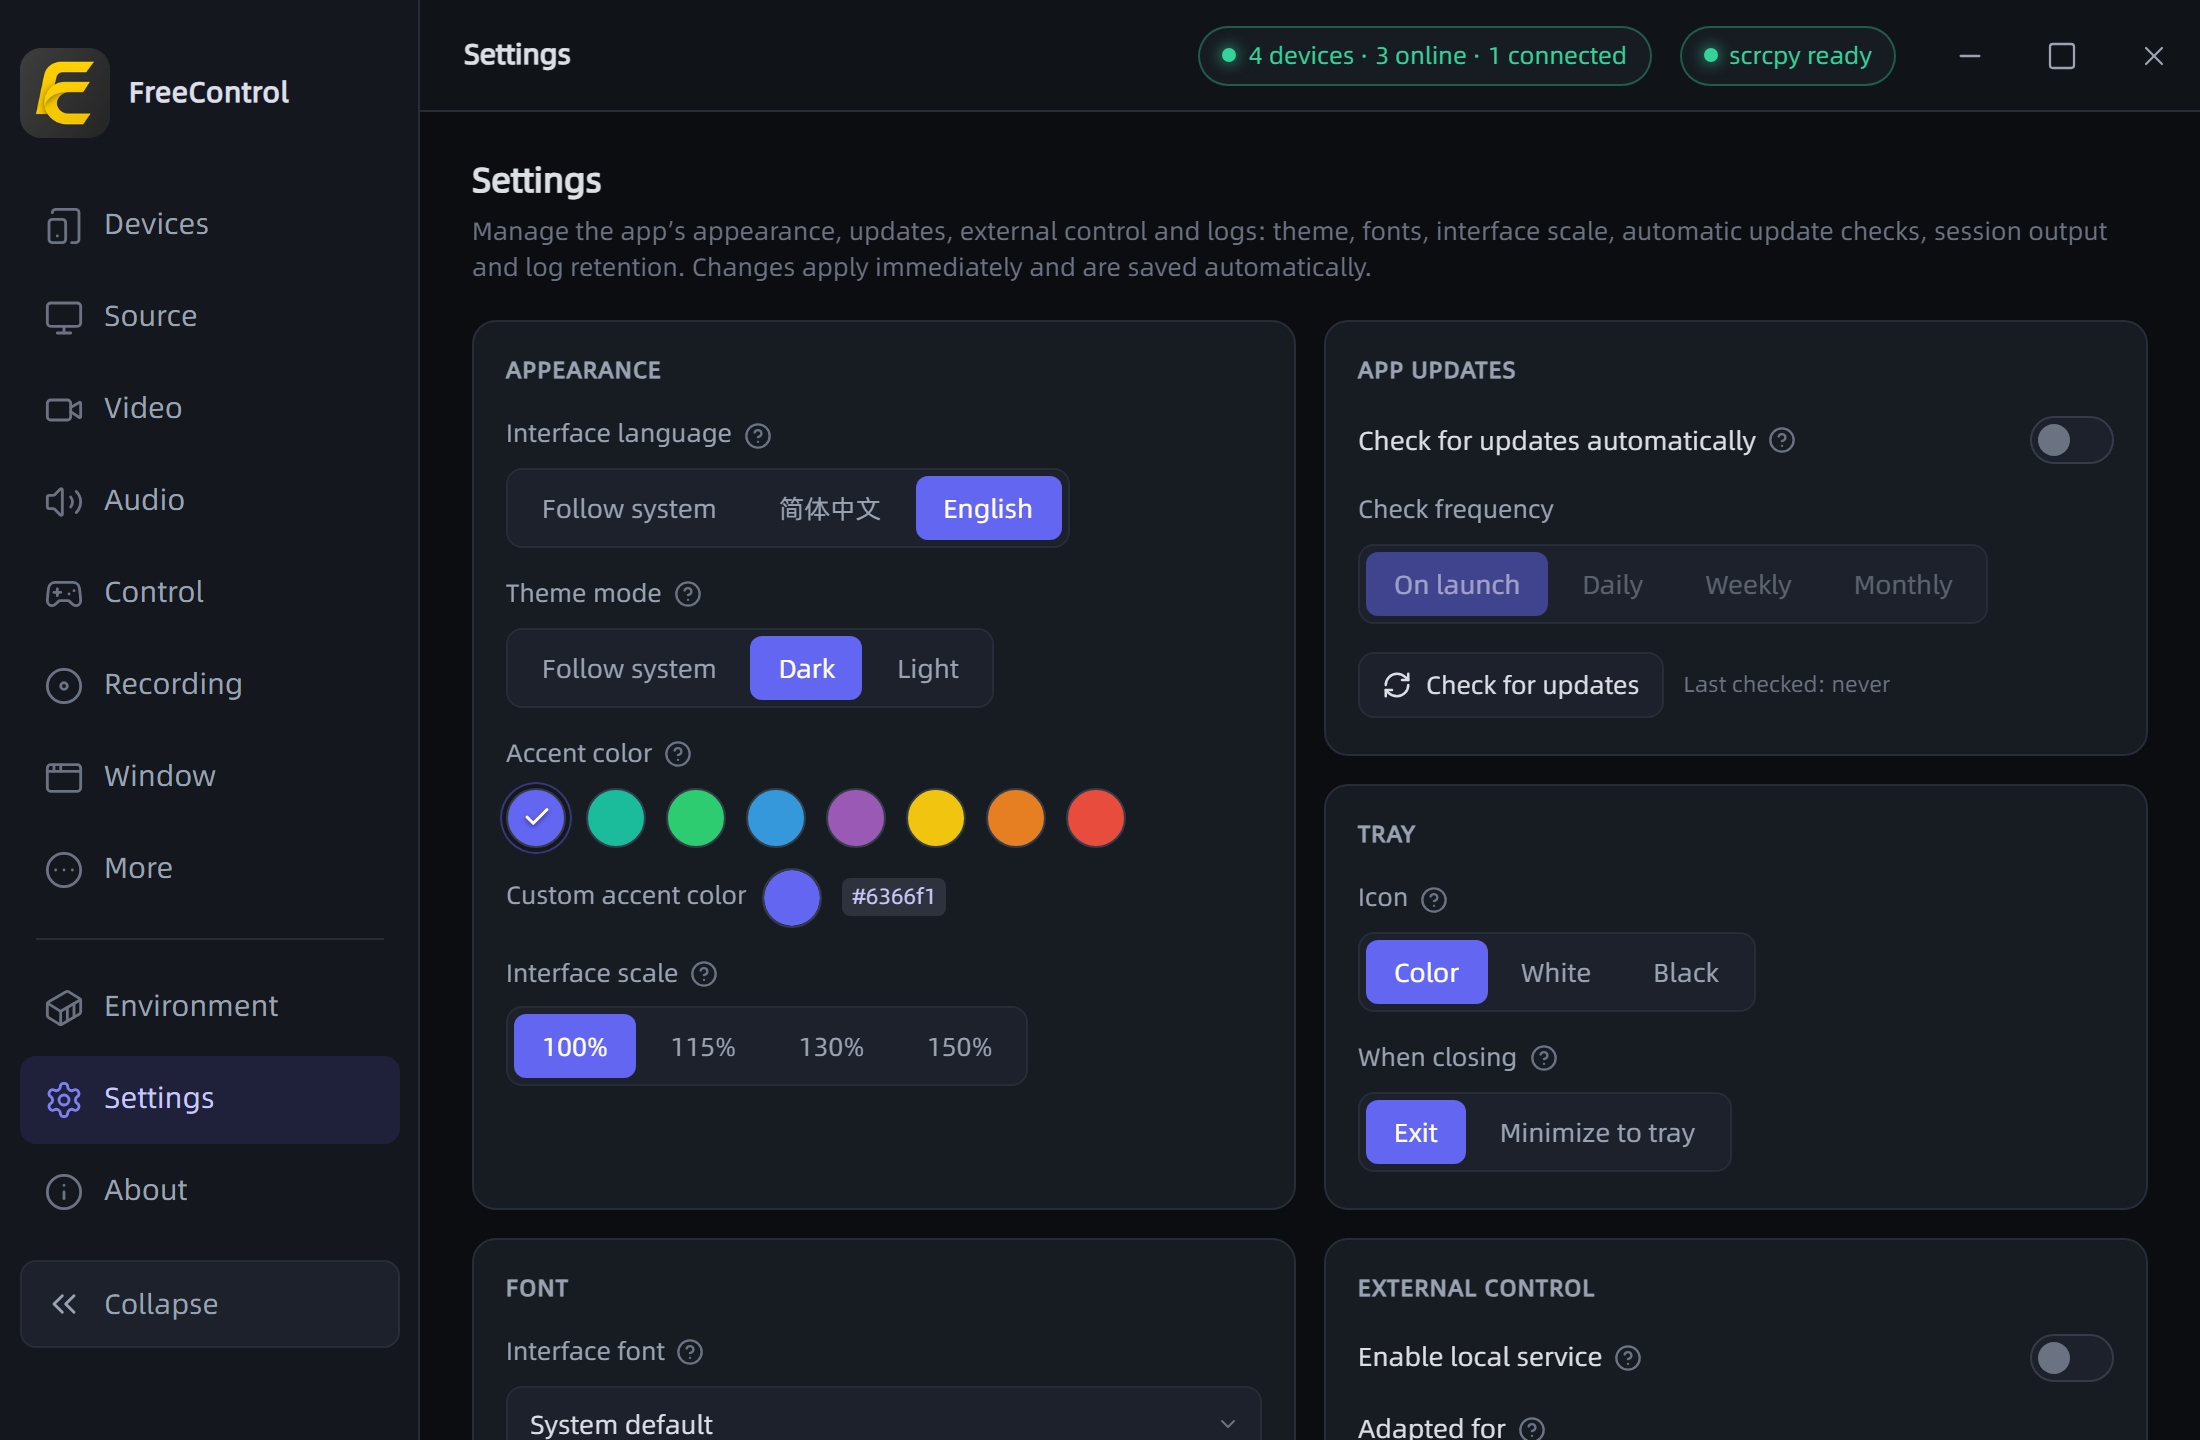 FreeControl
Devices
Source
Video
Audio
Control
Recording
Window
More
Environment
Settings
About
Collapse
Settings
4 devices · 3 online · 1 connected
scrcpy ready
Settings
Manage the app’s appearance, updates, external control and logs: theme, fonts, interface scale, automatic update checks, session output
and log retention. Changes apply immediately and are saved automatically.
APPEARANCE
Interface language
Follow system 简体中文 English
Theme mode
Follow system Dark Light
Accent color
Custom accent color #6366f1
Interface scale
100% 115% 130% 150%
APP UPDATES
Check for updates automatically
Check frequency
On launch Daily Weekly Monthly
Check for updates Last checked: never
TRAY
Icon
Color White Black
When closing
Exit Minimize to tray
FONT
Interface font
System default
EXTERNAL CONTROL
Enable local service
Adapted for